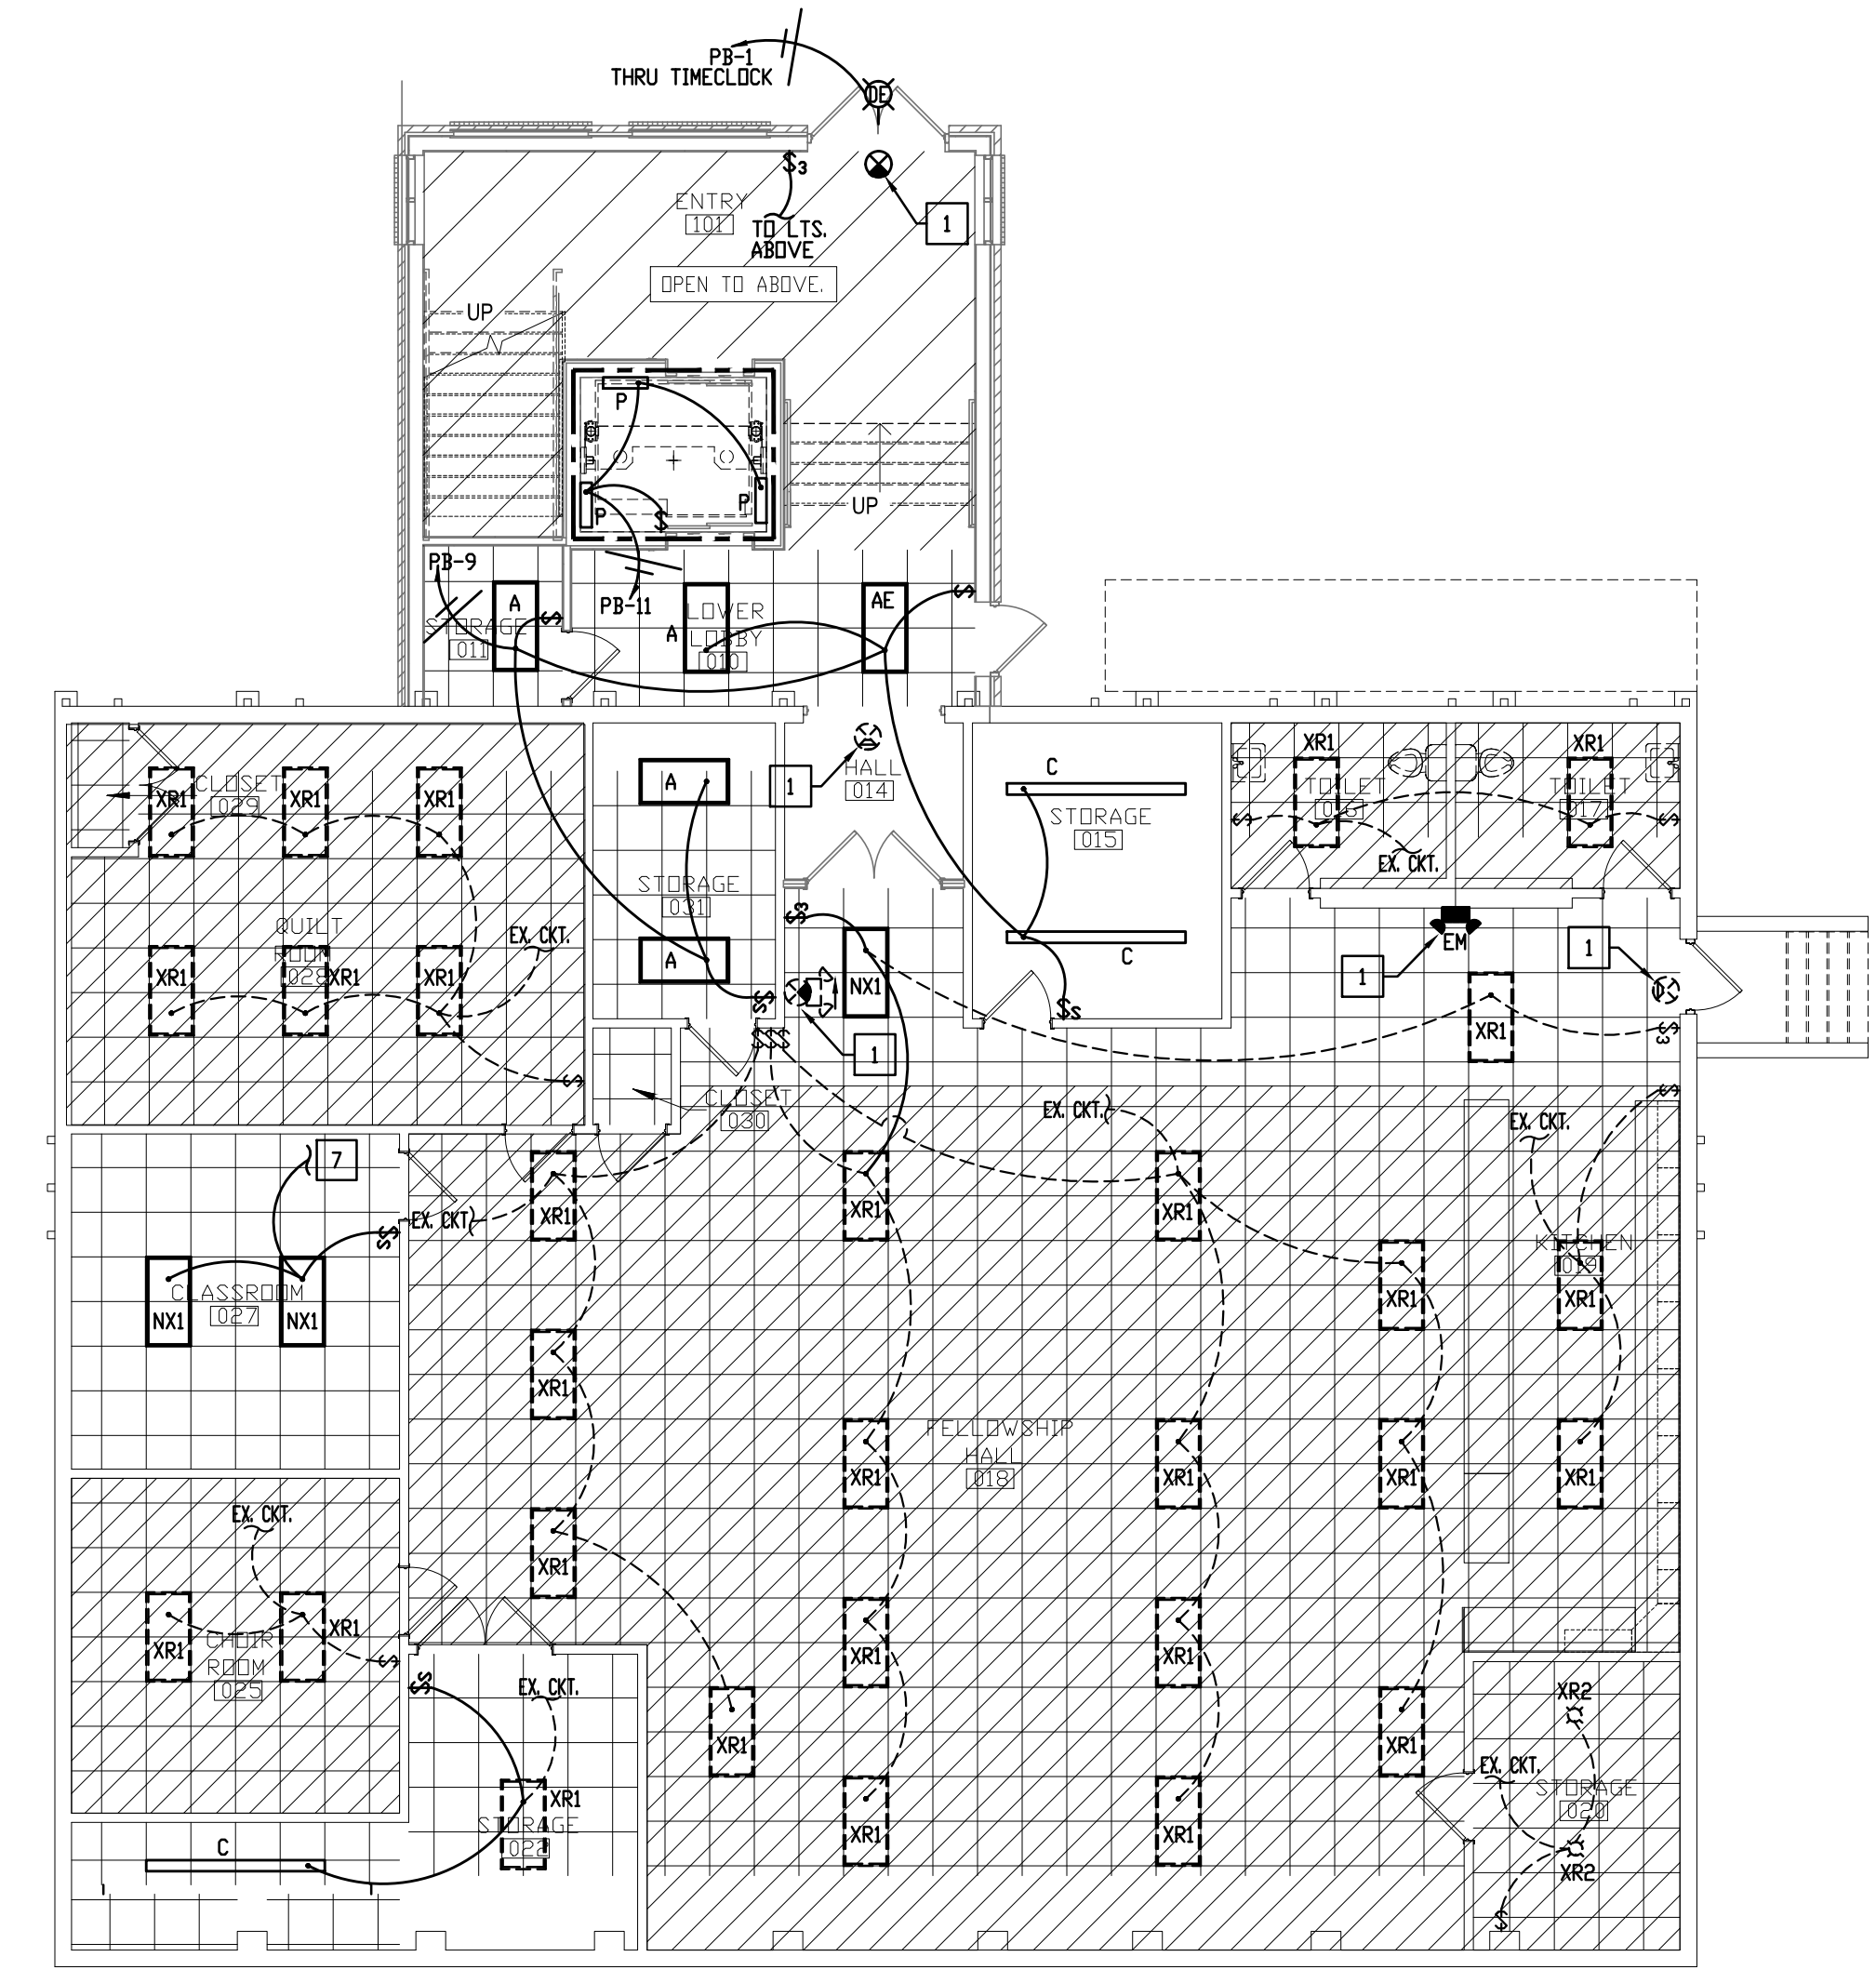 PB-1
THRU TIMECLOCK
DE
$3
ENTRY
101
TO LTS.
ABOVE
1
OPEN TO ABOVE.
UP
P
P
P
$
UP
PB-9
PB-11
A
$
STORAGE
011
A
LOWER
LOBBY
010
AE
$
XR1
XR1
XR1
CLOSET
029
A
1
HALL
014
C
STORAGE
015
XR1
TOILET
XR1
TOILET
017
$
$
EX. CKT.
STORAGE
031
$3
QUILT
ROOM
028
EX. CKT.
XR1
XR1
XR1
A
NX1
C
EM
1
1
XR1
$3
1
$
CLOSET
030
EX. CKT.
EX. CKT.
$
7
EX. CKT
XR1
XR1
XR1
CLASSROOM
027
NX1
NX1
KITCHEN
019
XR1
XR1
XR1
FELLOWSHIP
HALL
018
XR1
XR1
XR1
XR1
EX. CKT.
XR1
CHOIR
ROOM
025
XR1
XR1
$
XR1
XR1
EX. CKT.
XR1
XR1
XR2
EX. CKT.
STORAGE
020
XR2
$
XR1
STORAGE
022
XR1
XR1
C